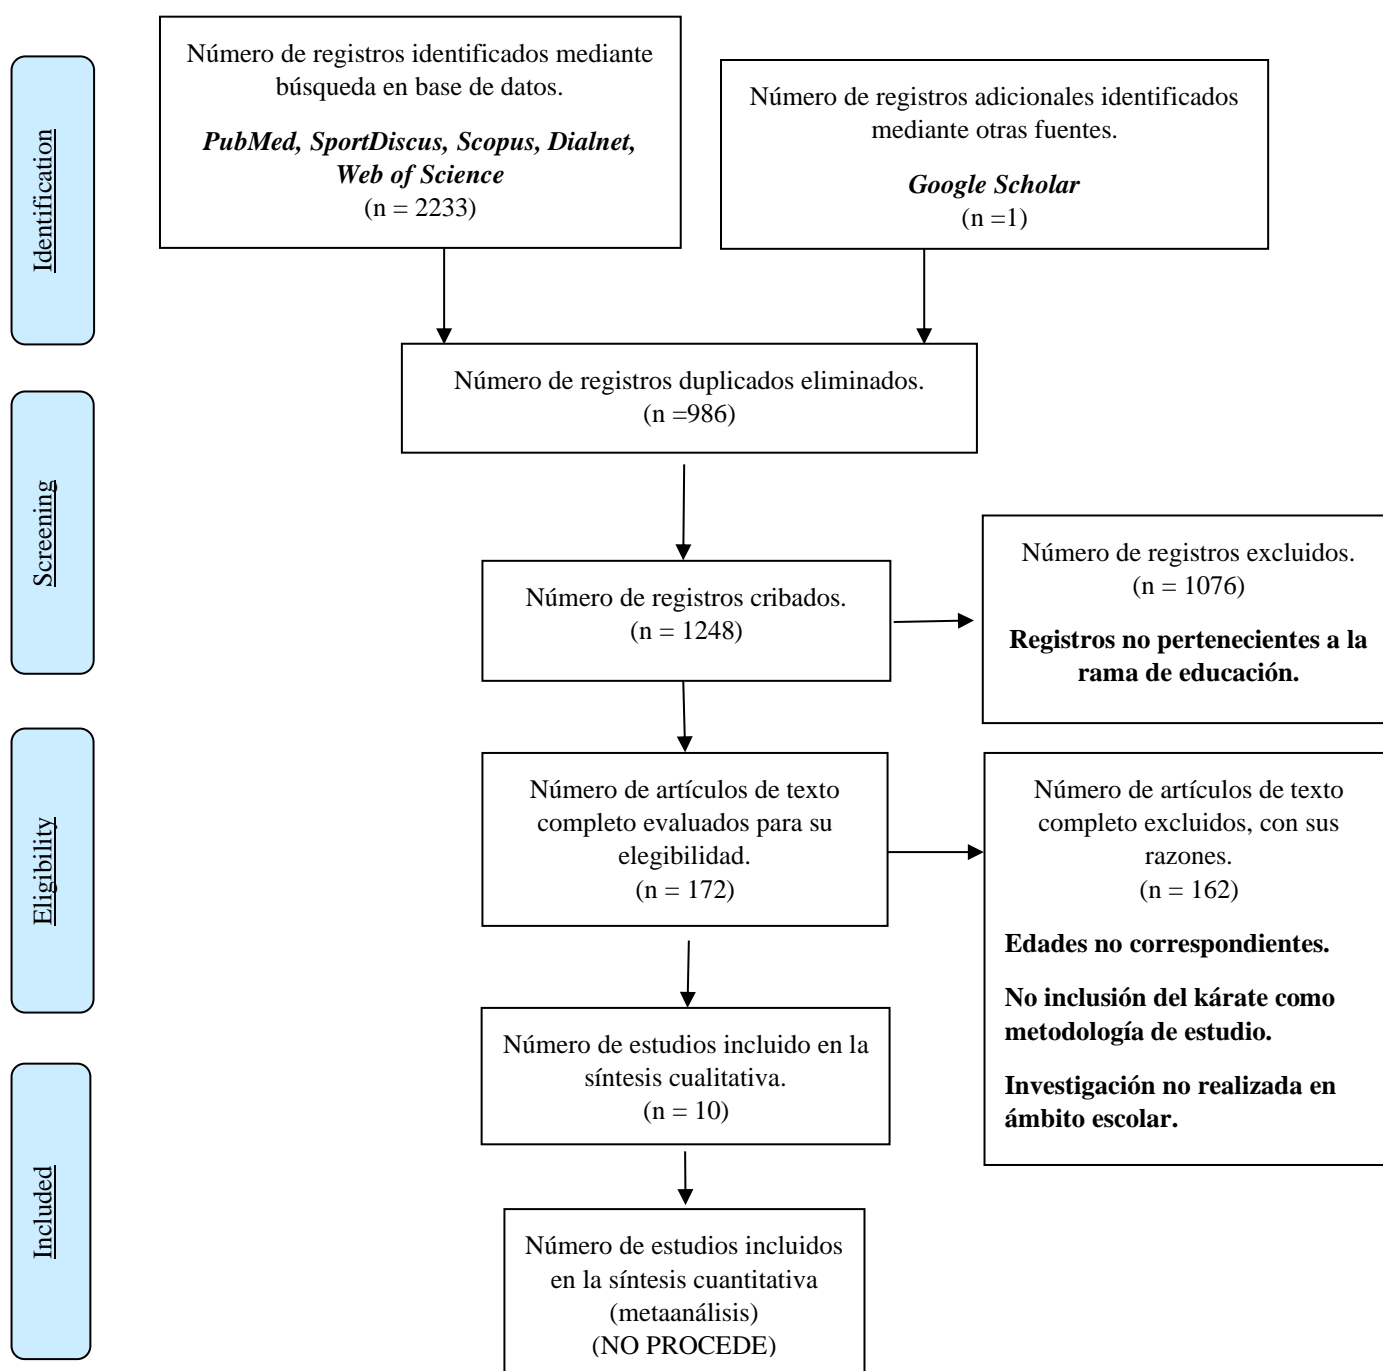 Identification
Número de registros identificados mediante
búsqueda en base de datos.
PubMed, SportDiscus, Scopus, Dialnet,
Web of Science
(n = 2233)
Número de registros adicionales identificados
mediante otras fuentes.
Google Scholar
(n =1)
Número de registros duplicados eliminados.
(n =986)
Screening
Número de registros cribados.
(n = 1248)
Número de registros excluidos.
(n = 1076)
Registros no pertenecientes a la
rama de educación.
Eligibility
Número de artículos de texto
completo evaluados para su
elegibilidad.
(n = 172)
Número de artículos de texto
completo excluidos, con sus
razones.
(n = 162)
Edades no correspondientes.
No inclusión del kárate como
metodología de estudio.
Investigación no realizada en
ámbito escolar.
Included
Número de estudios incluido en la
síntesis cualitativa.
(n = 10)
Número de estudios incluidos
en la síntesis cuantitativa
(metaanálisis)
(NO PROCEDE)